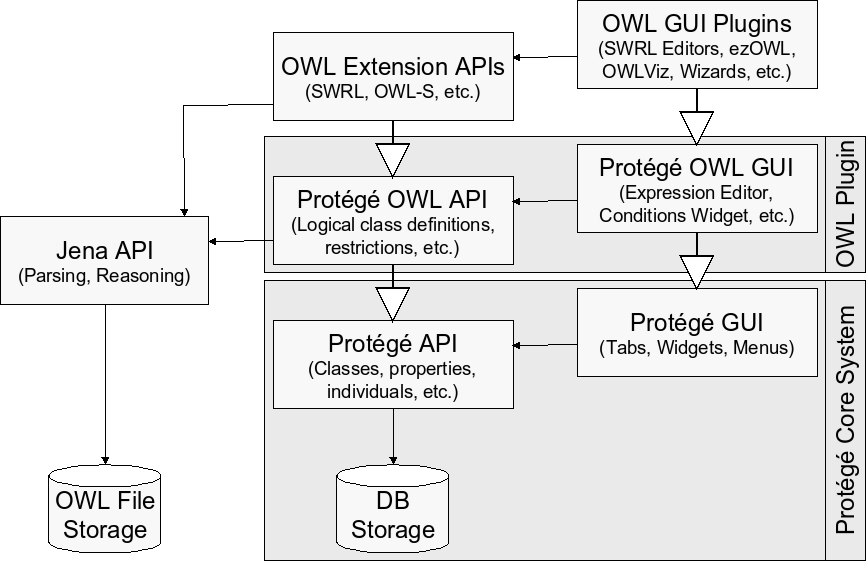 OWL GUI Plugins
(SWRL Editors, ezOWL,
OWLViz, Wizards, etc.)
OWL Extension APIs
(SWRL, OWL-S, etc.)
Protégé OWL GUI
(Expression Editor,
Conditions Widget, etc.)
OWL Plugin
Protégé OWL API
(Logical class definitions,
restrictions, etc.)
Jena API
(Parsing, Reasoning)
Protégé GUI
(Tabs, Widgets, Menus)
Protégé Core System
Protégé API
(Classes, properties,
individuals, etc.)
OWL File
Storage
DB
Storage